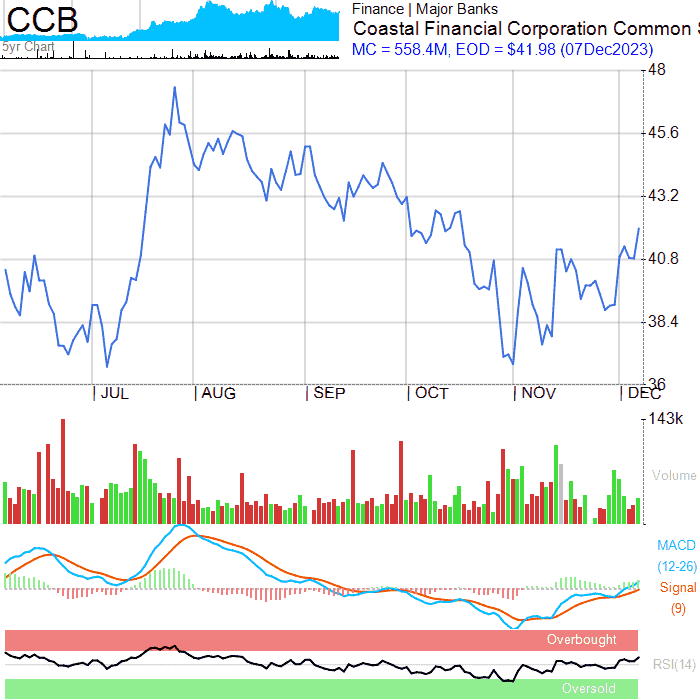 CCB
5yr Chart
Finance | Major Banks
Coastal Financial Corporation Common S
MC = 558.4M, EOD = $41.98 (07Dec2023)
48
45.6
43.2
40.8
38.4
36
JUL AUG SEP OCT NOV DEC
143k
Volume
MACD
(12-26)
Signal
(9)
Overbought
RSI(14)
Oversold